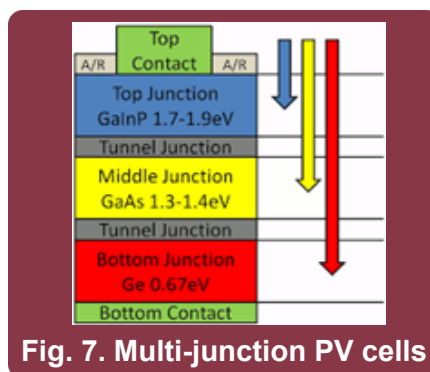 Top
A/R Contact A/R
Top Junction
GaInP 1.7-1.9eV
Tunnel Junction
Middle Junction
GaAs 1.3-1.4eV
Tunnel Junction
Bottom Junction
Ge 0.67eV
Bottom Contact
Fig. 7. Multi-junction PV cells